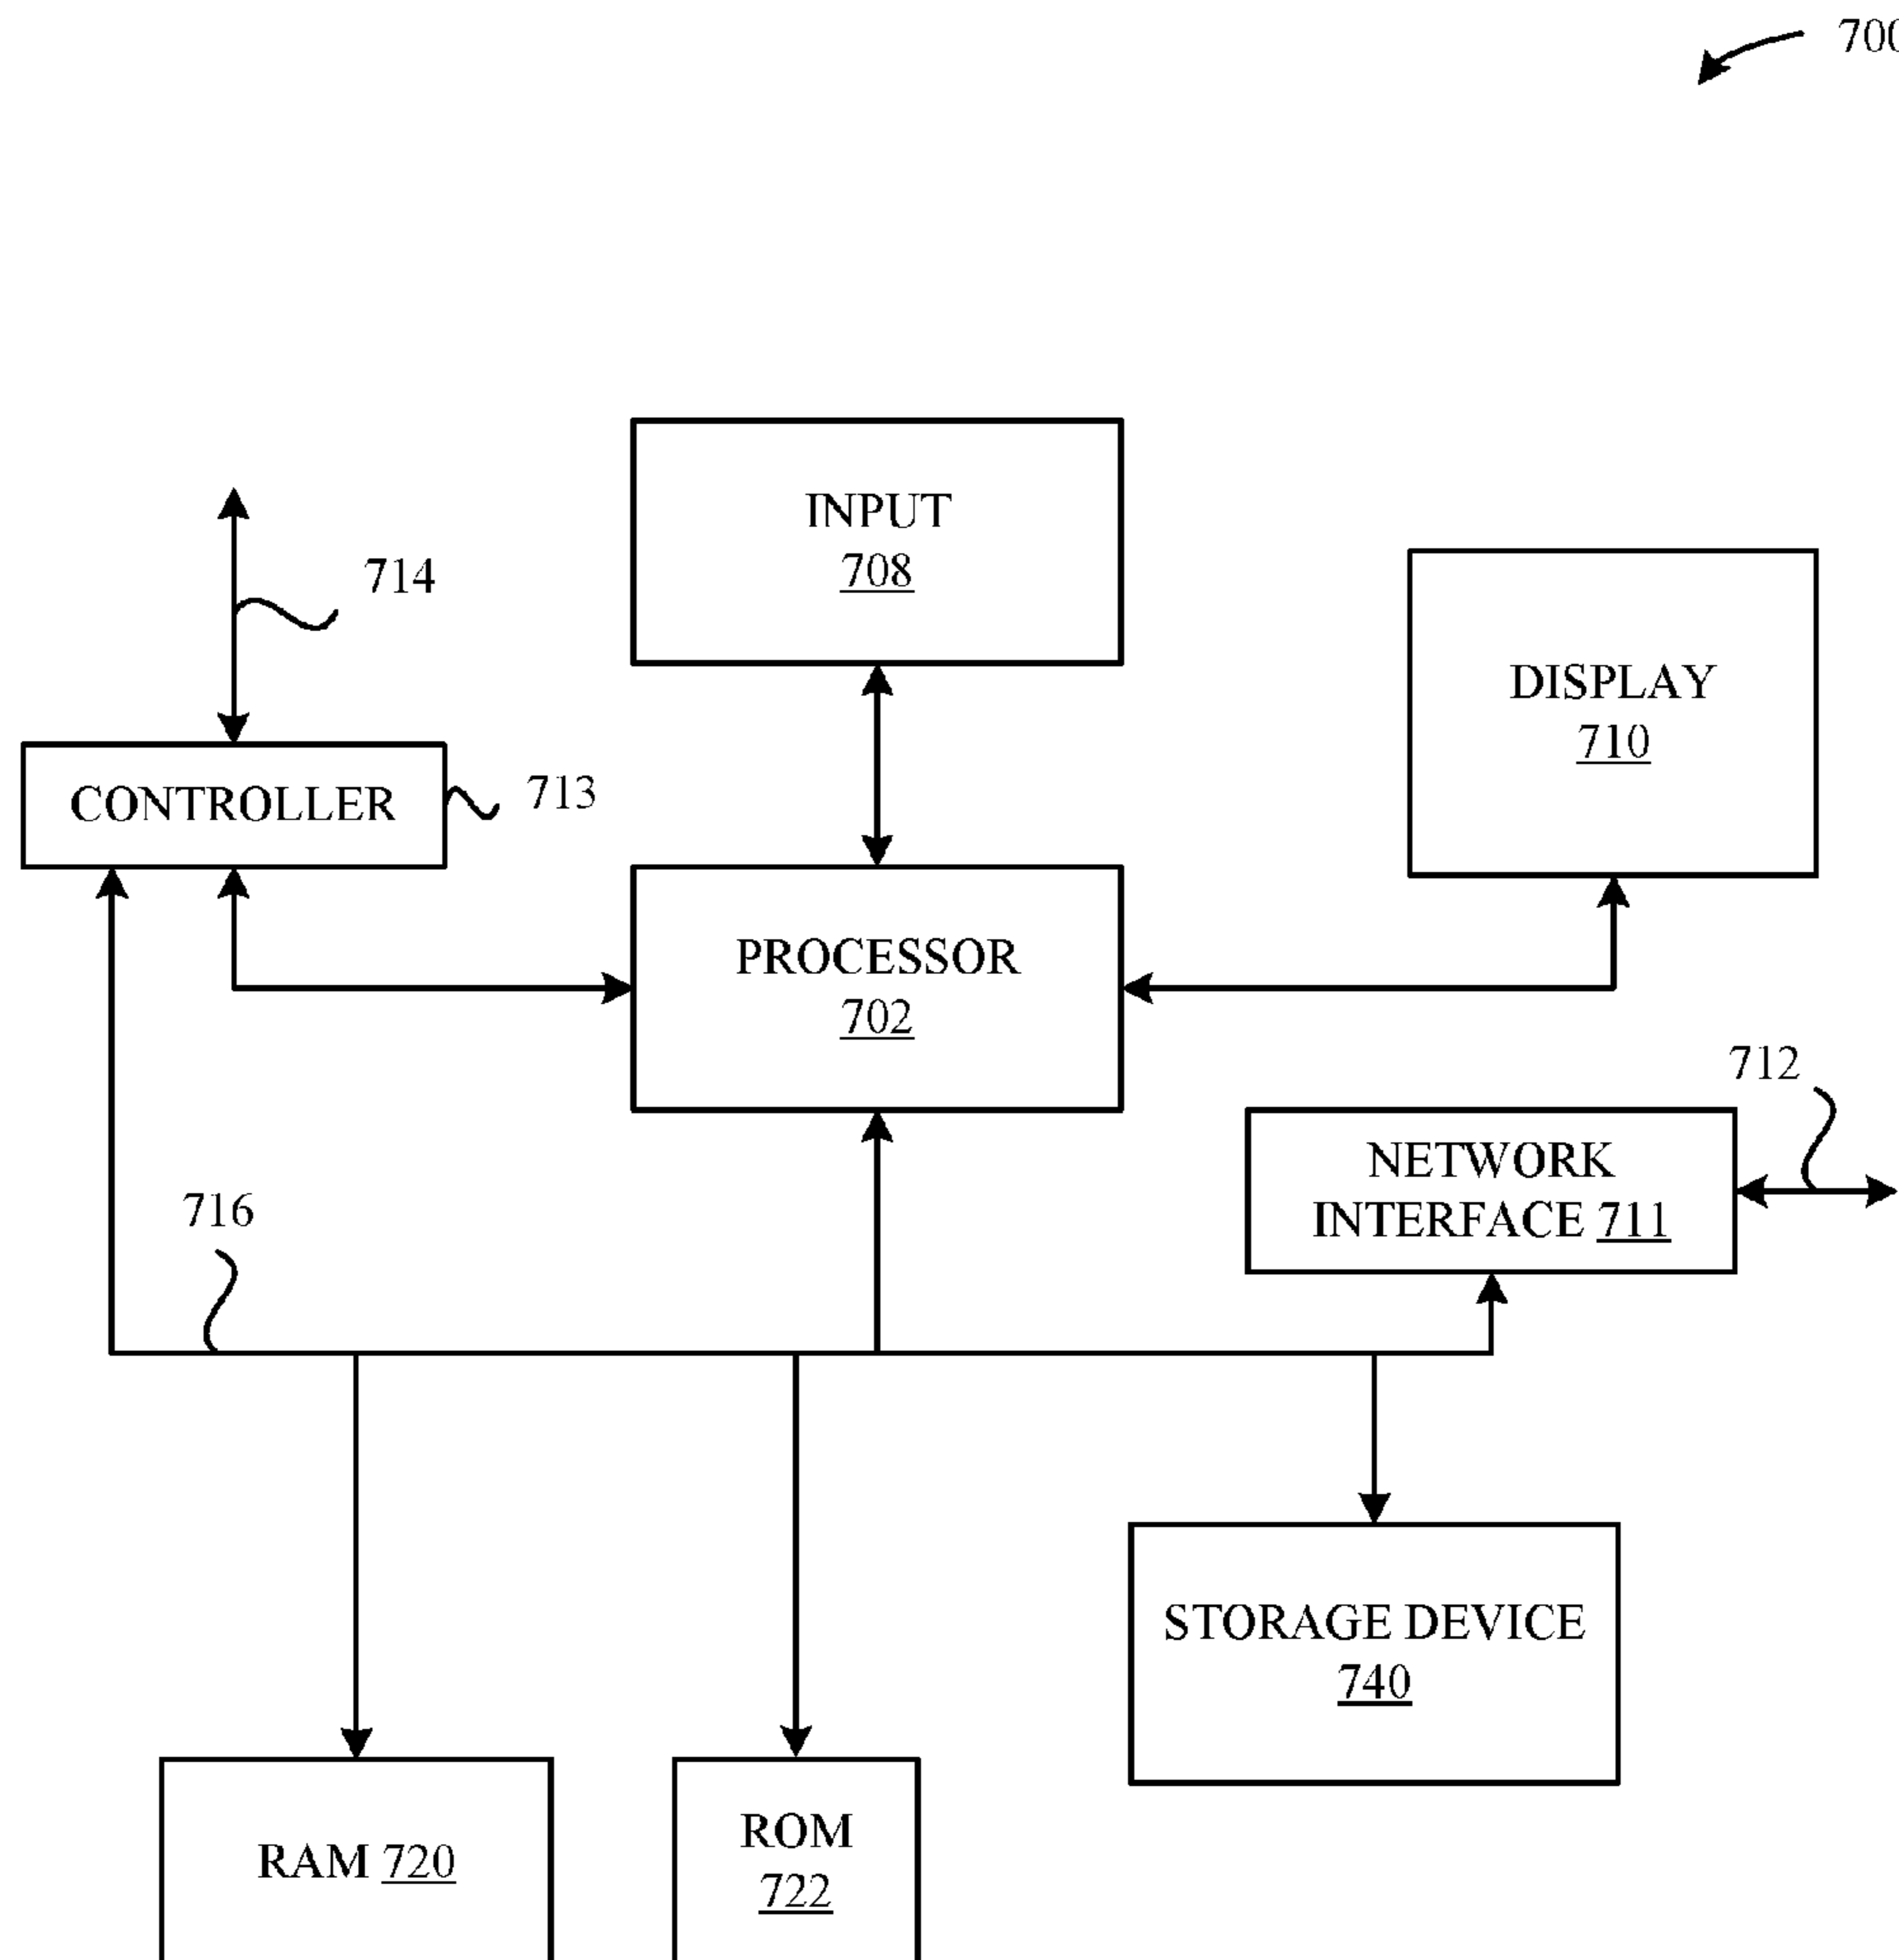 700
INPUT
708
714
DISPLAY
710
CONTROLLER
713
PROCESSOR
702
712
NETWORK
INTERFACE 711
716
STORAGE DEVICE
740
RAM 720
ROM
722